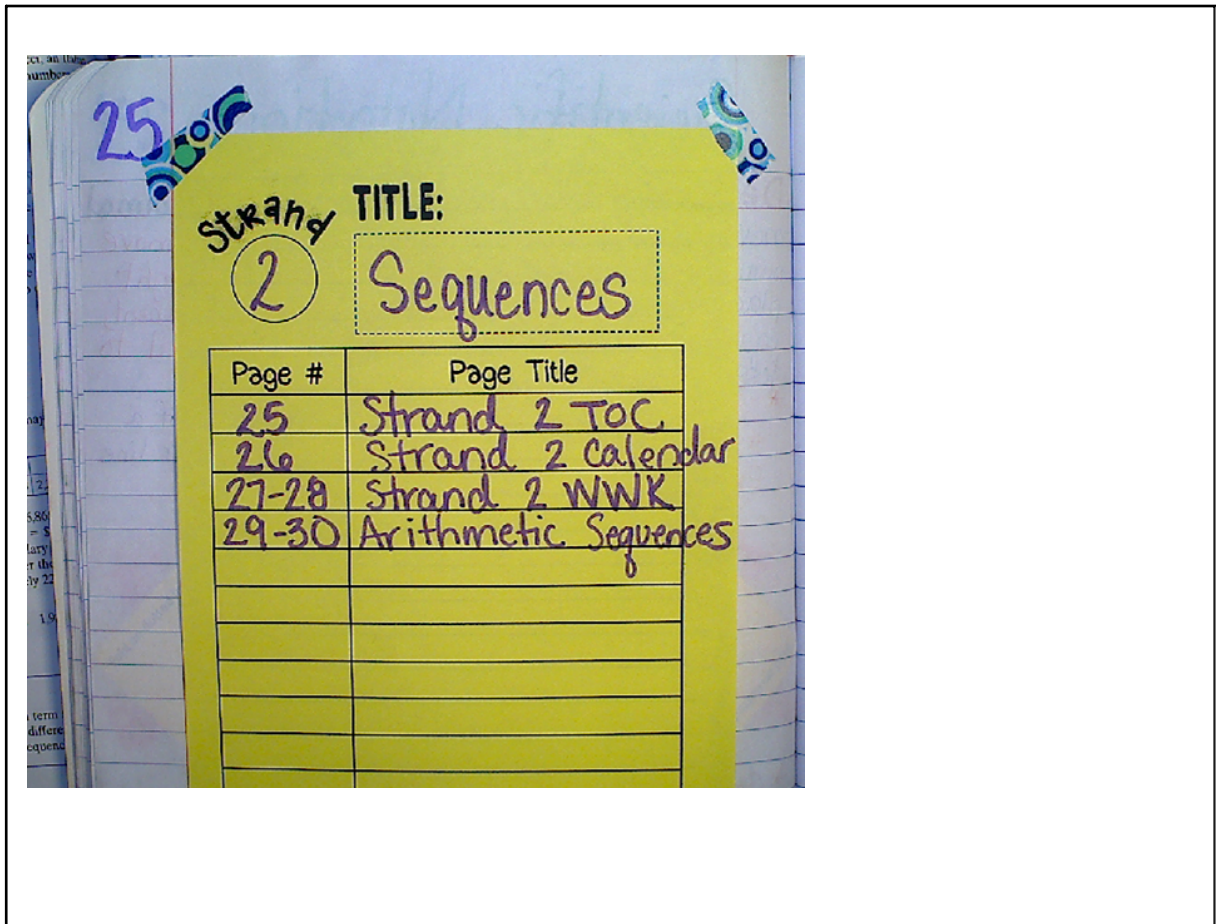 25
Strand
TITLE:
2
Sequences
Page # Page Title
25 Strand 2 TOC
26 Strand 2 Calendar
27-28 Strand 2 WWK
29-30 Arithmetic Sequences
term